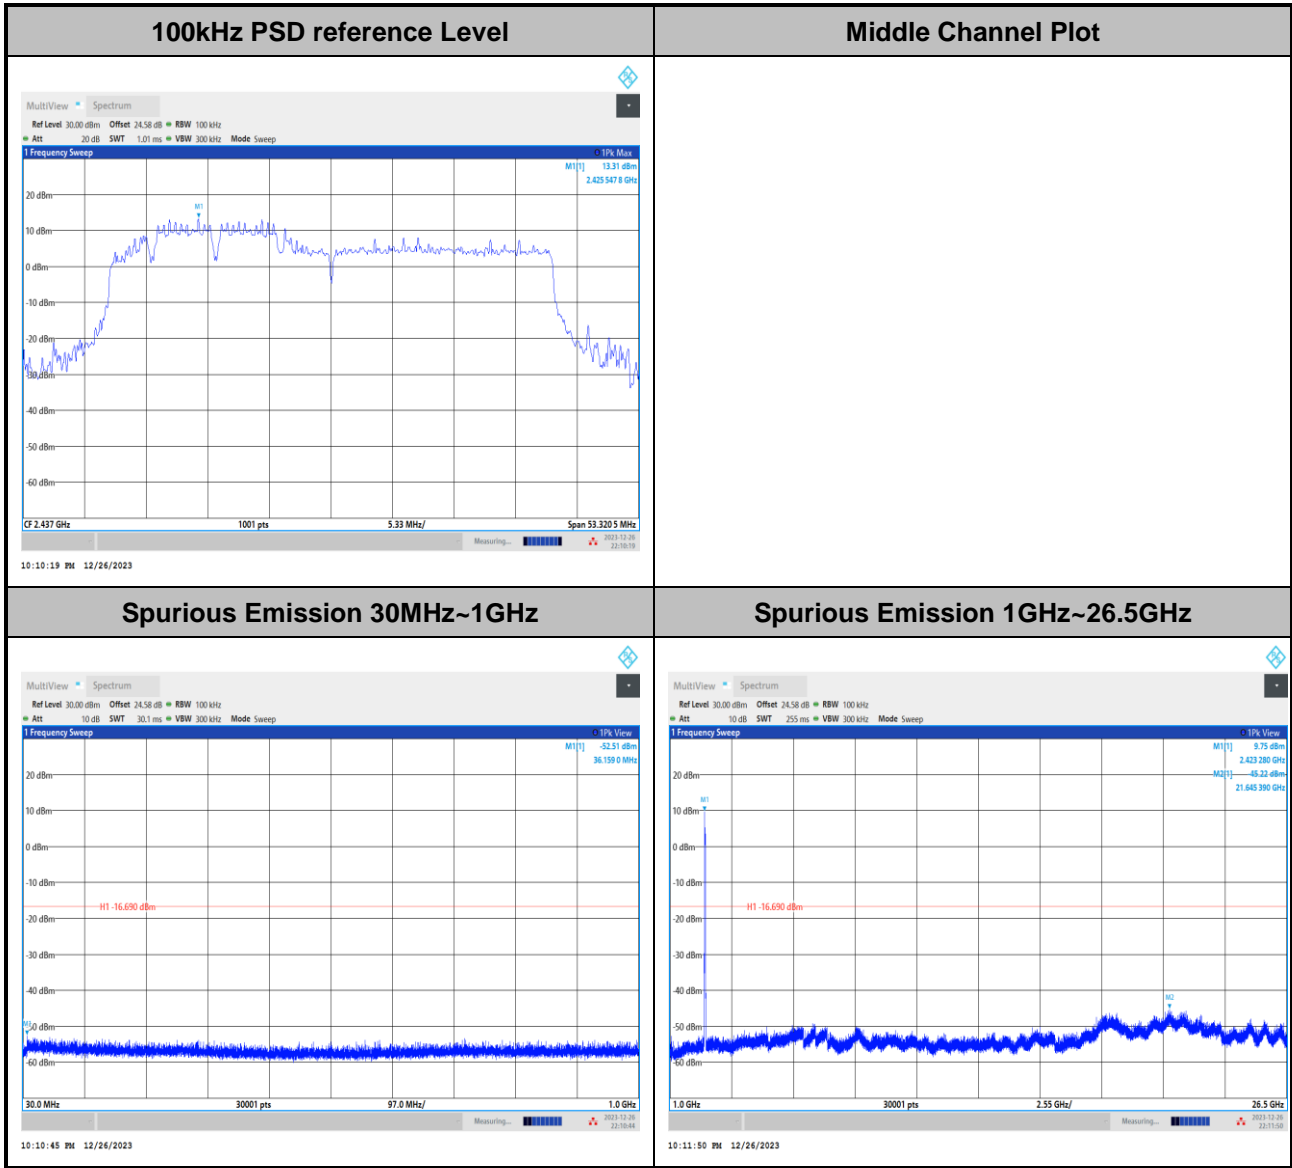 100kHz PSD reference Level
Middle Channel Plot
MultiView Spectrum
Ref Level 30.00 dBm Offset 24.58 dB RBW 100 kHz
Att 20 dB SWT 1.01 ms VBW 300 kHz Mode Sweep
1 Frequency Sweep 1Pk Max
M1[1] 13.31 dBm
2.425 547 8 GHz
20 dBm
M1
10 dBm
0 dBm
-10 dBm
-20 dBm
-30 dBm
-40 dBm
-50 dBm
-60 dBm
CF 2.437 GHz 1001 pts 5.33 MHz/ Span 53.320 5 MHz
Measuring... 2023-12-26
22:10:19
10:10:19 PM 12/26/2023
Spurious Emission 30MHz~1GHz
Spurious Emission 1GHz~26.5GHz
MultiView Spectrum
Ref Level 30.00 dBm Offset 24.58 dB RBW 100 kHz
Att 10 dB SWT 30.1 ms VBW 300 kHz Mode Sweep
1 Frequency Sweep 1Pk View
M1[1] -52.51 dBm
36.159 0 MHz
20 dBm
10 dBm
0 dBm
-10 dBm
H1 -16.690 dBm
-20 dBm
-30 dBm
-40 dBm
-50 dBm
-60 dBm
30.0 MHz 30001 pts 97.0 MHz/ 1.0 GHz
Measuring... 2023-12-26
22:10:44
10:10:45 PM 12/26/2023
MultiView Spectrum
Ref Level 30.00 dBm Offset 24.58 dB RBW 100 kHz
Att 10 dB SWT 255 ms VBW 300 kHz Mode Sweep
1 Frequency Sweep 1Pk View
M1[1] 9.75 dBm
2.423 280 GHz
M2[1] -45.22 dBm
21.645 390 GHz
20 dBm
M1
10 dBm
0 dBm
-10 dBm
H1 -16.690 dBm
-20 dBm
-30 dBm
-40 dBm
M2
-50 dBm
-60 dBm
1.0 GHz 30001 pts 2.55 GHz/ 26.5 GHz
Measuring... 2023-12-26
22:11:50
10:11:50 PM 12/26/2023